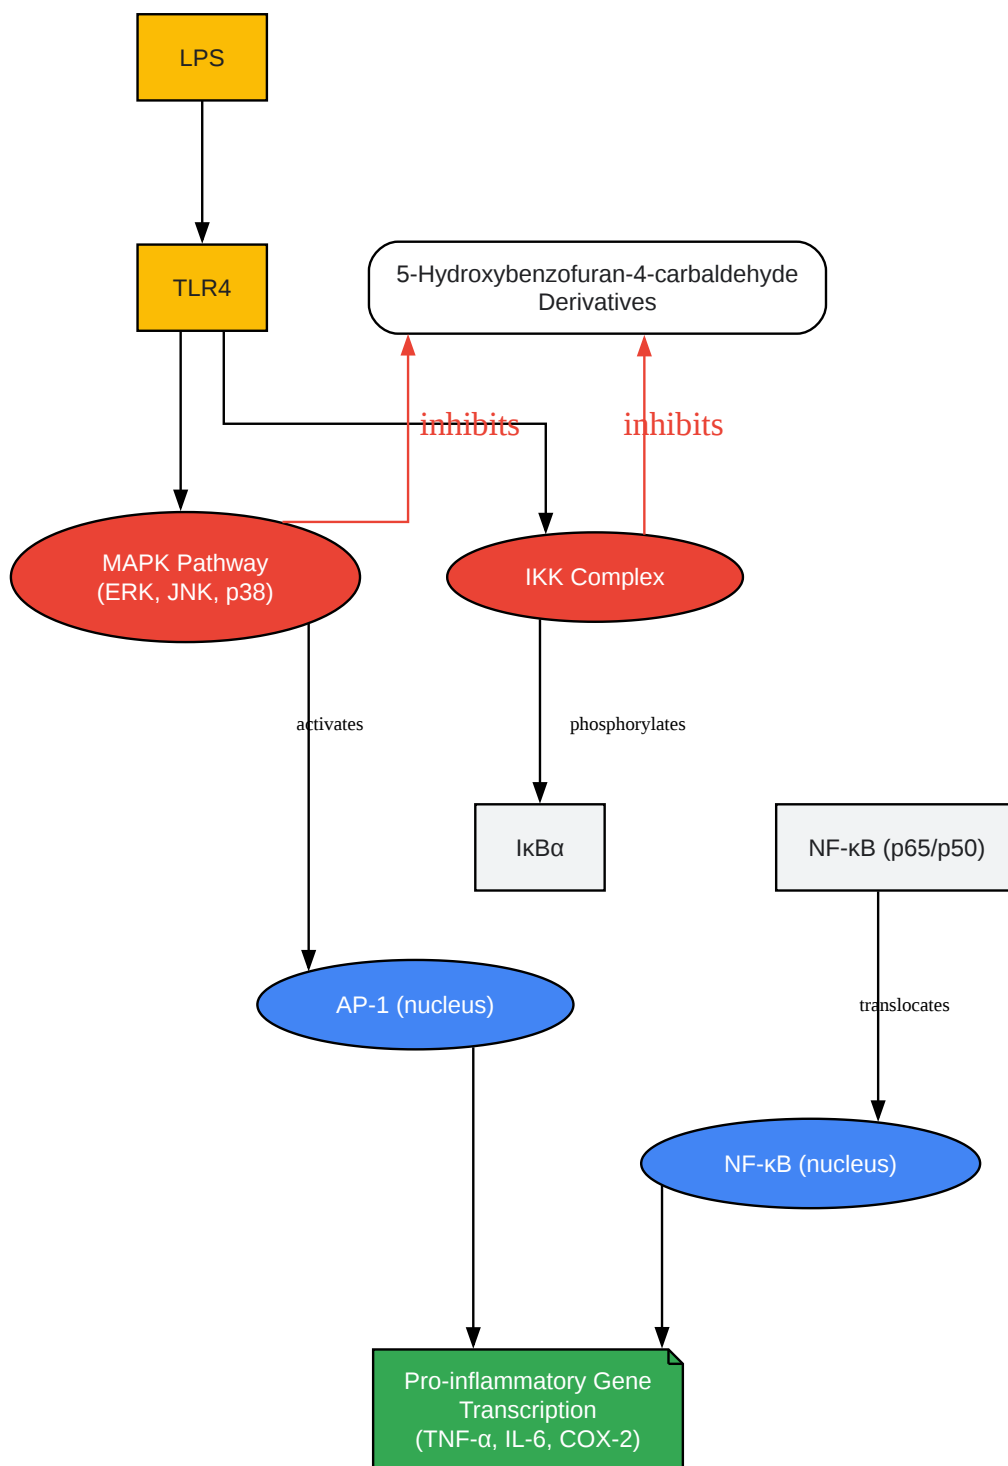 LPS
TLR4
5-Hydroxybenzofuran-4-carbaldehyde
Derivatives
inhibits
inhibits
MAPK Pathway
(ERK, JNK, p38)
IKK Complex
activates
phosphorylates
IκBα
NF-κB (p65/p50)
AP-1 (nucleus)
translocates
NF-κB (nucleus)
Pro-inflammatory Gene
Transcription
(TNF-α, IL-6, COX-2)